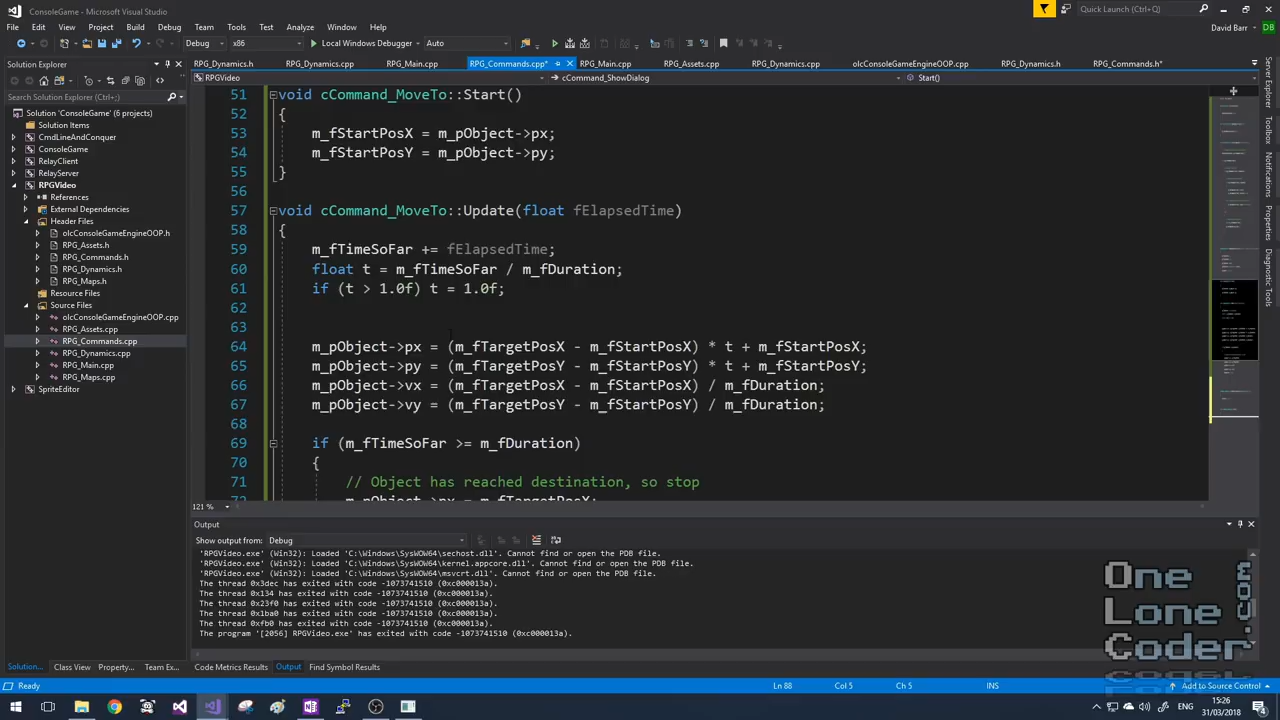 ConsoleGame - Microsoft Visual Studio
Quick Launch (Ctrl+Q)
File Edit View Project Build Debug Team Tools Test Analyze Window Help
David Barr DB
Debug x86 Local Windows Debugger Auto
Solution Explorer
RPG_Dynamics.h RPG_Dynamics.cpp RPG_Main.cpp RPG_Commands.cpp* RPG_Main.cpp RPG_Assets.cpp RPG_Dynamics.cpp olcConsoleGameEngineOOP.cpp RPG_Dynamics.h RPG_Commands.h*
RPGVideo cCommand_ShowDialog Start()
Search Solution Explorer (Ctrl+;)
Solution 'ConsoleGame' (6 projects)
Solution Items
CmdLineAndConquer
ConsoleGame
RelayClient
RelayServer
RPGVideo
References
External Dependencies
Header Files
olcConsoleGameEngineOOP.h
RPG_Assets.h
RPG_Commands.h
RPG_Dynamics.h
RPG_Maps.h
Resource Files
Source Files
olcConsoleGameEngineOOP.cpp
RPG_Assets.cpp
RPG_Commands.cpp
RPG_Dynamics.cpp
RPG_Main.cpp
RPG_Maps.cpp
SpriteEditor
51 void cCommand_MoveTo::Start()
52 {
53 m_fStartPosX = m_pObject->px;
54 m_fStartPosY = m_pObject->py;
55 }
56
57 void cCommand_MoveTo::Update(float fElapsedTime)
58 {
59 m_fTimeSoFar += fElapsedTime;
60 float t = m_fTimeSoFar / m_fDuration;
61 if (t > 1.0f) t = 1.0f;
62
63
64 m_pObject->px = (m_fTargetPosX - m_fStartPosX) * t + m_fStartPosX;
65 m_pObject->py = (m_fTargetPosY - m_fStartPosY) * t + m_fStartPosY;
66 m_pObject->vx = (m_fTargetPosX - m_fStartPosX) / m_fDuration;
67 m_pObject->vy = (m_fTargetPosY - m_fStartPosY) / m_fDuration;
68
69 if (m_fTimeSoFar >= m_fDuration)
70 {
71 // Object has reached destination, so stop
72 m_pObject->px = m_fTargetPosX;
121 %
Server Explorer
Toolbox
Notifications
Properties
Diagnostic Tools
Output
Show output from: Debug
'RPGVideo.exe' (Win32): Loaded 'C:\Windows\SysWOW64\sechost.dll'. Cannot find or open the PDB file.
'RPGVideo.exe' (Win32): Loaded 'C:\Windows\SysWOW64\kernel.appcore.dll'. Cannot find or open the PDB file.
'RPGVideo.exe' (Win32): Loaded 'C:\Windows\SysWOW64\msvcrt.dll'. Cannot find or open the PDB file.
The thread 0x3dec has exited with code -1073741510 (0xc000013a).
The thread 0x134 has exited with code -1073741510 (0xc000013a).
The thread 0x23f0 has exited with code -1073741510 (0xc000013a).
The thread 0x1ba0 has exited with code -1073741510 (0xc000013a).
The thread 0xfb0 has exited with code -1073741510 (0xc000013a).
The program '[2056] RPGVideo.exe' has exited with code -1073741510 (0xc000013a).
One
Lone
Coder
.com
Solution... Class View Property... Team Ex... Code Metrics Results Output Find Symbol Results
Ready Ln 88 Col 5 Ch 5 INS Add to Source Control
ENG
15:26
31/03/2018